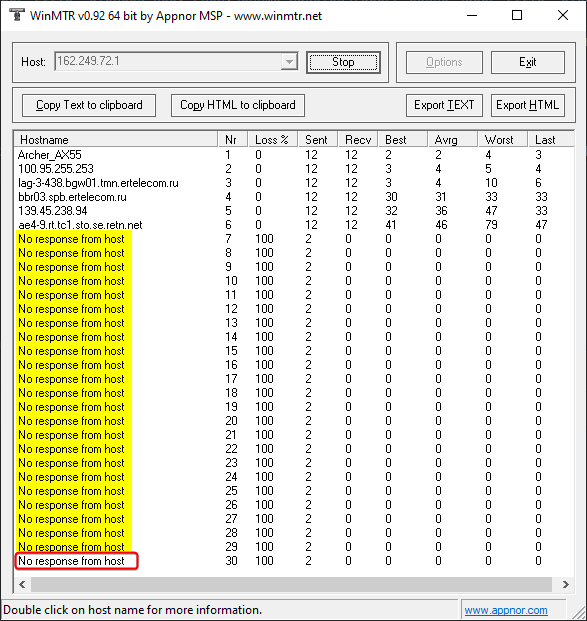 WinMTR v0.92 64 bit by Appnor MSP - www.winmtr.net
Host: 162.249.72.1 Stop Options Exit
Copy Text to clipboard Copy HTML to clipboard Export TEXT Export HTML
Hostname Nr Loss % Sent Recv Best Avrg Worst Last
Archer_AX55 1 0 12 12 2 2 4 3
100.95.255.253 2 0 12 12 3 4 5 4
lag-3-438.bgw01.tmn.ertelecom.ru 3 0 12 12 3 4 10 6
bbr03.spb.ertelecom.ru 4 0 12 12 30 31 33 33
139.45.238.94 5 0 12 12 32 36 47 33
ae4-9.rt.tc1.sto.se.retn.net 6 0 12 12 41 46 79 47
No response from host 7 100 2 0 0 0 0 0
No response from host 8 100 2 0 0 0 0 0
No response from host 9 100 2 0 0 0 0 0
No response from host 10 100 2 0 0 0 0 0
No response from host 11 100 2 0 0 0 0 0
No response from host 12 100 2 0 0 0 0 0
No response from host 13 100 2 0 0 0 0 0
No response from host 14 100 2 0 0 0 0 0
No response from host 15 100 2 0 0 0 0 0
No response from host 16 100 2 0 0 0 0 0
No response from host 17 100 2 0 0 0 0 0
No response from host 18 100 2 0 0 0 0 0
No response from host 19 100 2 0 0 0 0 0
No response from host 20 100 2 0 0 0 0 0
No response from host 21 100 2 0 0 0 0 0
No response from host 22 100 2 0 0 0 0 0
No response from host 23 100 2 0 0 0 0 0
No response from host 24 100 2 0 0 0 0 0
No response from host 25 100 2 0 0 0 0 0
No response from host 26 100 2 0 0 0 0 0
No response from host 27 100 2 0 0 0 0 0
No response from host 28 100 2 0 0 0 0 0
No response from host 29 100 2 0 0 0 0 0
No response from host 30 100 2 0 0 0 0 0
Double click on host name for more information. www.appnor.com